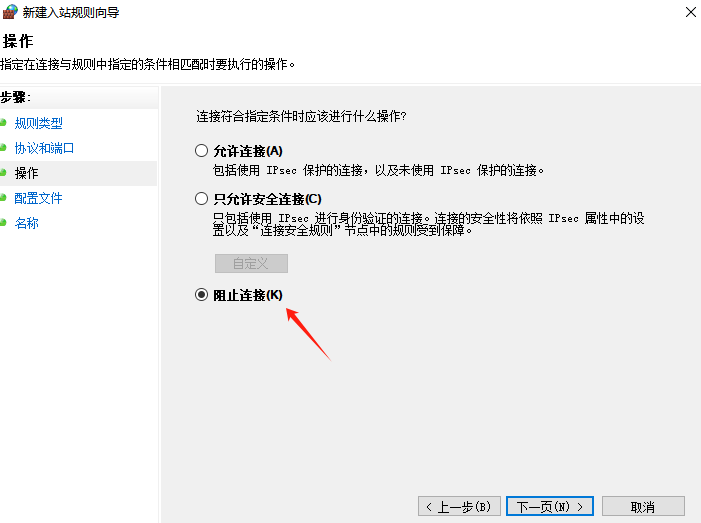 新建入站规则向导
操作
指定在连接与规则中指定的条件相匹配时要执行的操作。
步骤:
规则类型
协议和端口
操作
配置文件
名称
连接符合指定条件时应该进行什么操作?
允许连接(A)
包括使用 IPsec 保护的连接，以及未使用 IPsec 保护的连接。
只允许安全连接(C)
只包括使用 IPsec 进行身份验证的连接。连接的安全性将依照 IPsec 属性中的设
置以及“连接安全规则”节点中的规则受到保障。
自定义
阻止连接(K)
< 上一步(B)
下一页(N) >
取消